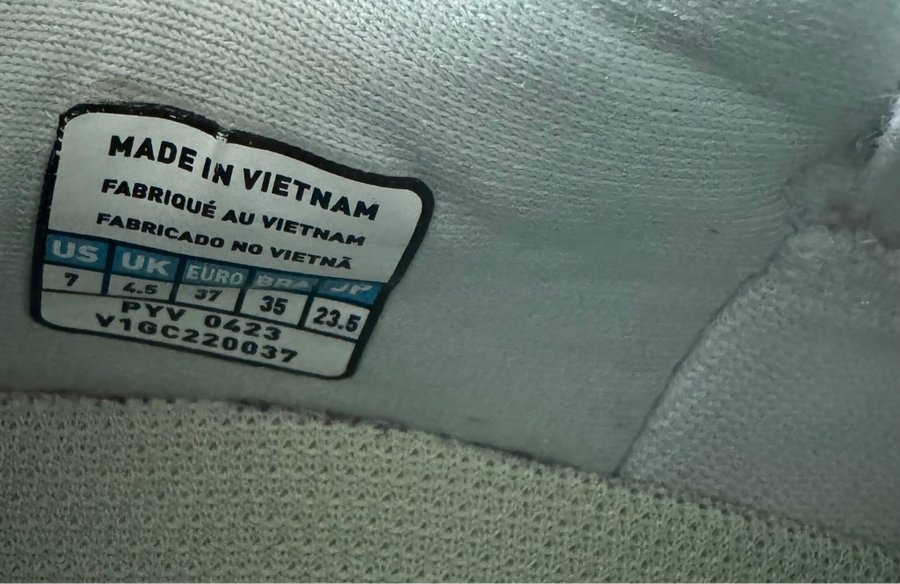 MADE IN VIETNAM
FABRIQUÉ AU VIETNAM
FABRICADO NO VIETNÃ
US UK EURO BRA JP
7 4.5 37 35 23.5
PYV 0423
V1GC220037